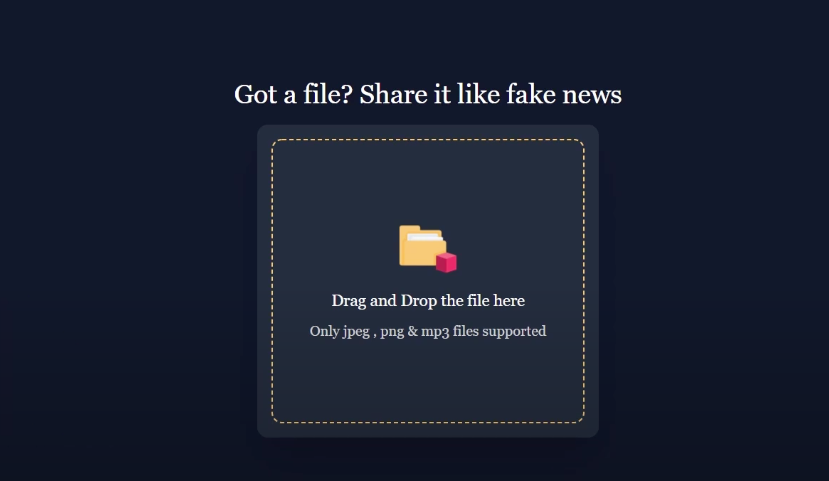 Got a file? Share it like fake news
Drag and Drop the file here
Only jpeg , png & mp3 files supported